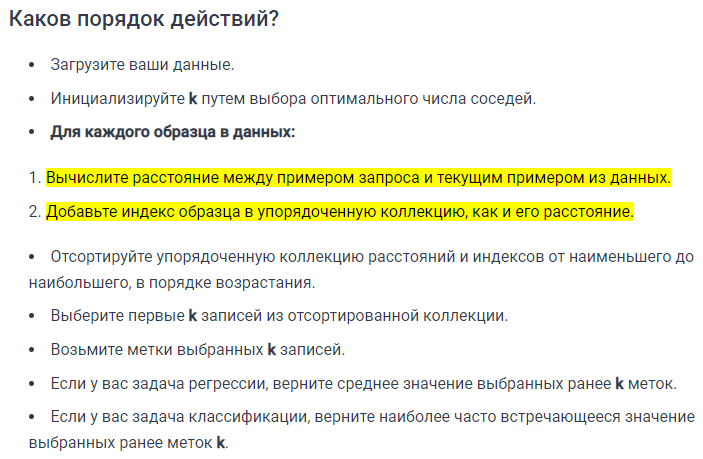 Каков порядок действий?
• Загрузите ваши данные.
• Инициализируйте k путем выбора оптимального числа соседей.
• Для каждого образца в данных:
1. Вычислите расстояние между примером запроса и текущим примером из данных.
2. Добавьте индекс образца в упорядоченную коллекцию, как и его расстояние.
• Отсортируйте упорядоченную коллекцию расстояний и индексов от наименьшего до
наибольшего, в порядке возрастания.
• Выберите первые k записей из отсортированной коллекции.
• Возьмите метки выбранных k записей.
• Если у вас задача регрессии, верните среднее значение выбранных ранее k меток.
• Если у вас задача классификации, верните наиболее часто встречающееся значение
выбранных ранее меток k.